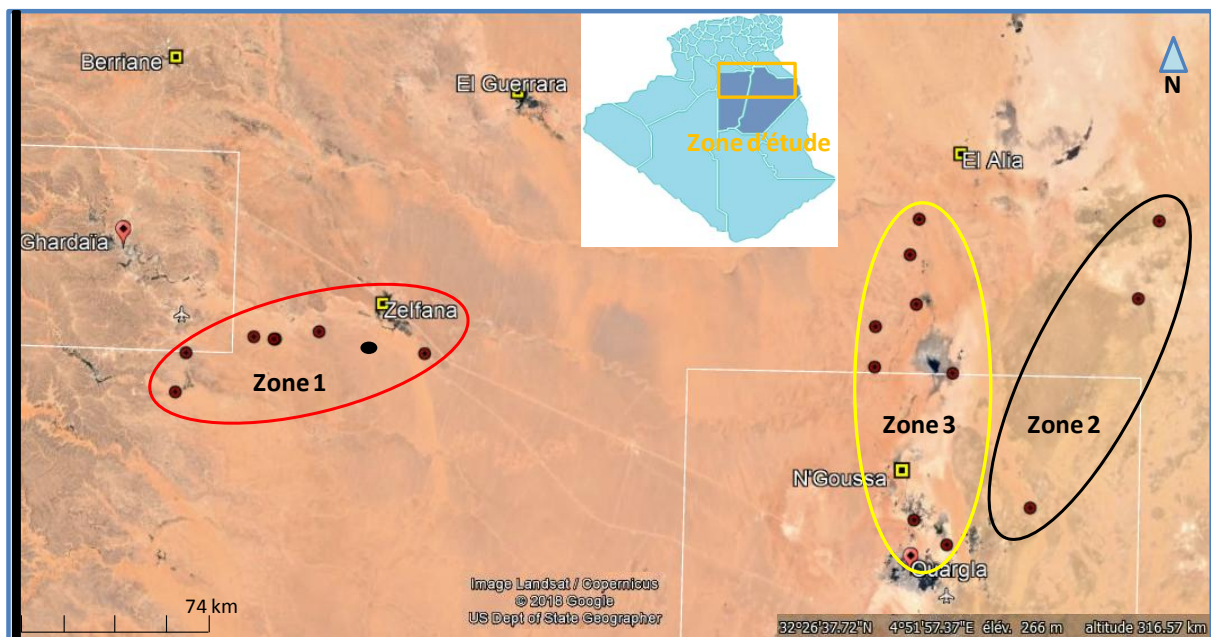 Berriane
El Guerrara
Zone d'étude
N
El Alia
Ghardaïa
Zelfana
Zone 1
Zone 3
Zone 2
N'Goussa
Ouargla
74 km
Image Landsat / Copernicus
© 2018 Google
US Dept of State Geographer
32°26'37.72"N 4°51'57.37"E élév. 266 m altitude 316.57 km